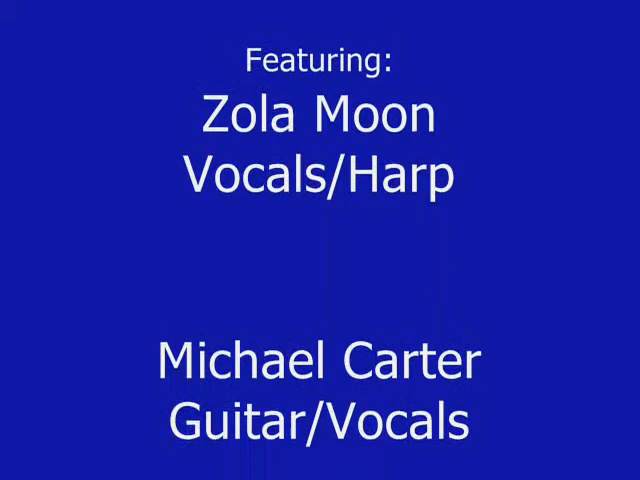 Featuring:
Zola Moon
Vocals/Harp
Michael Carter
Guitar/Vocals